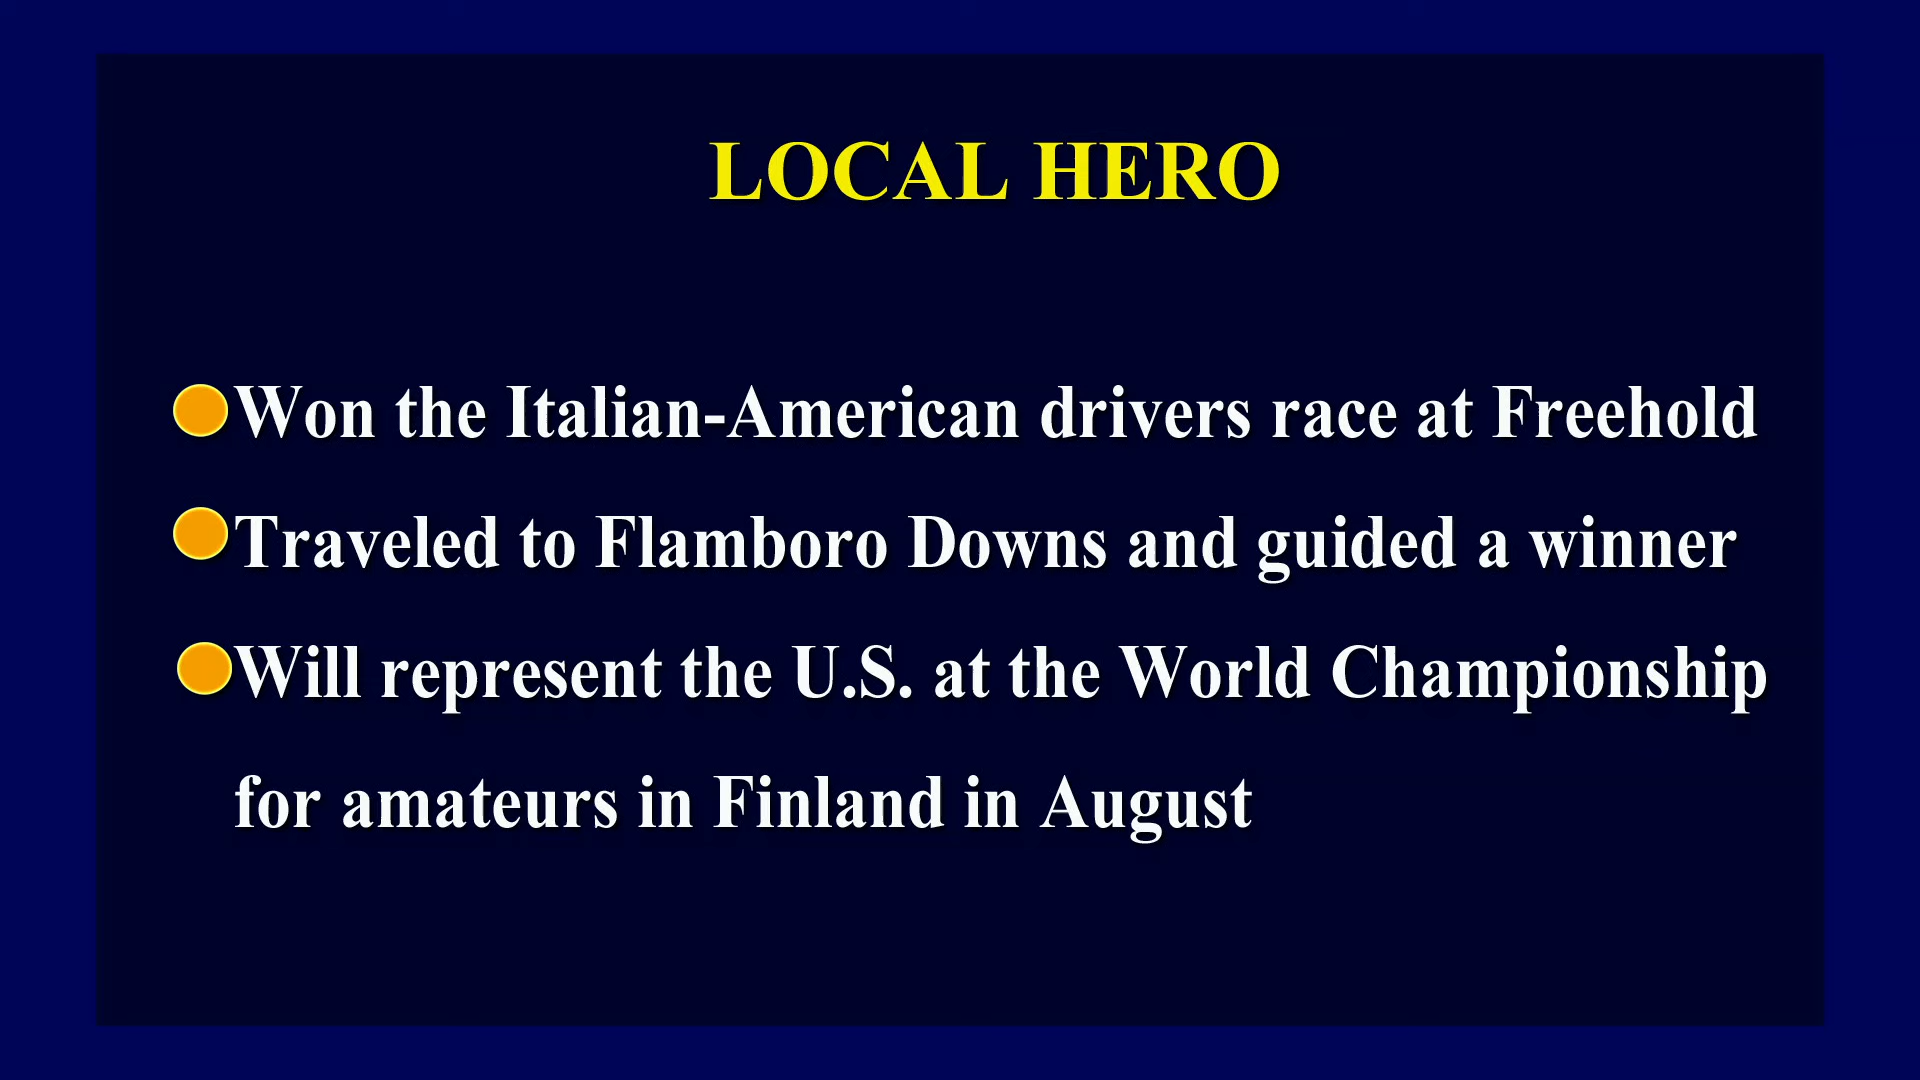 LOCAL HERO
Won the Italian-American drivers race at Freehold
Traveled to Flamboro Downs and guided a winner
Will represent the U.S. at the World Championship
for amateurs in Finland in August